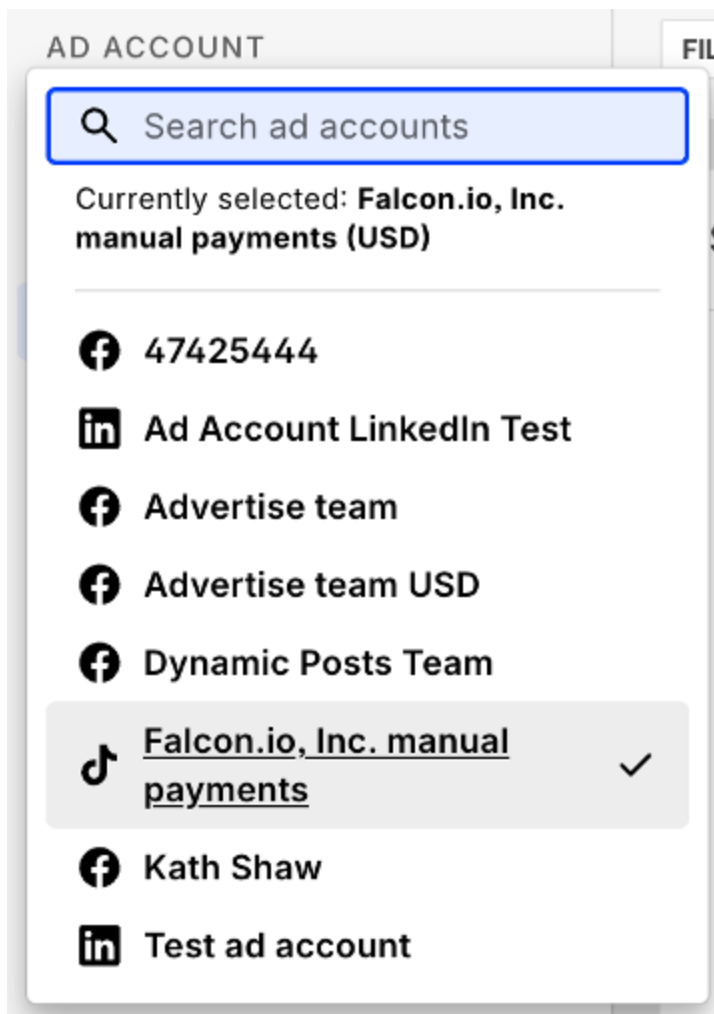 AD ACCOUNT
FIL
Search ad accounts
Currently selected: Falcon.io, Inc.
manual payments (USD)
47425444
Ad Account LinkedIn Test
Advertise team
Advertise team USD
Dynamic Posts Team
Falcon.io, Inc. manual
payments
Kath Shaw
Test ad account